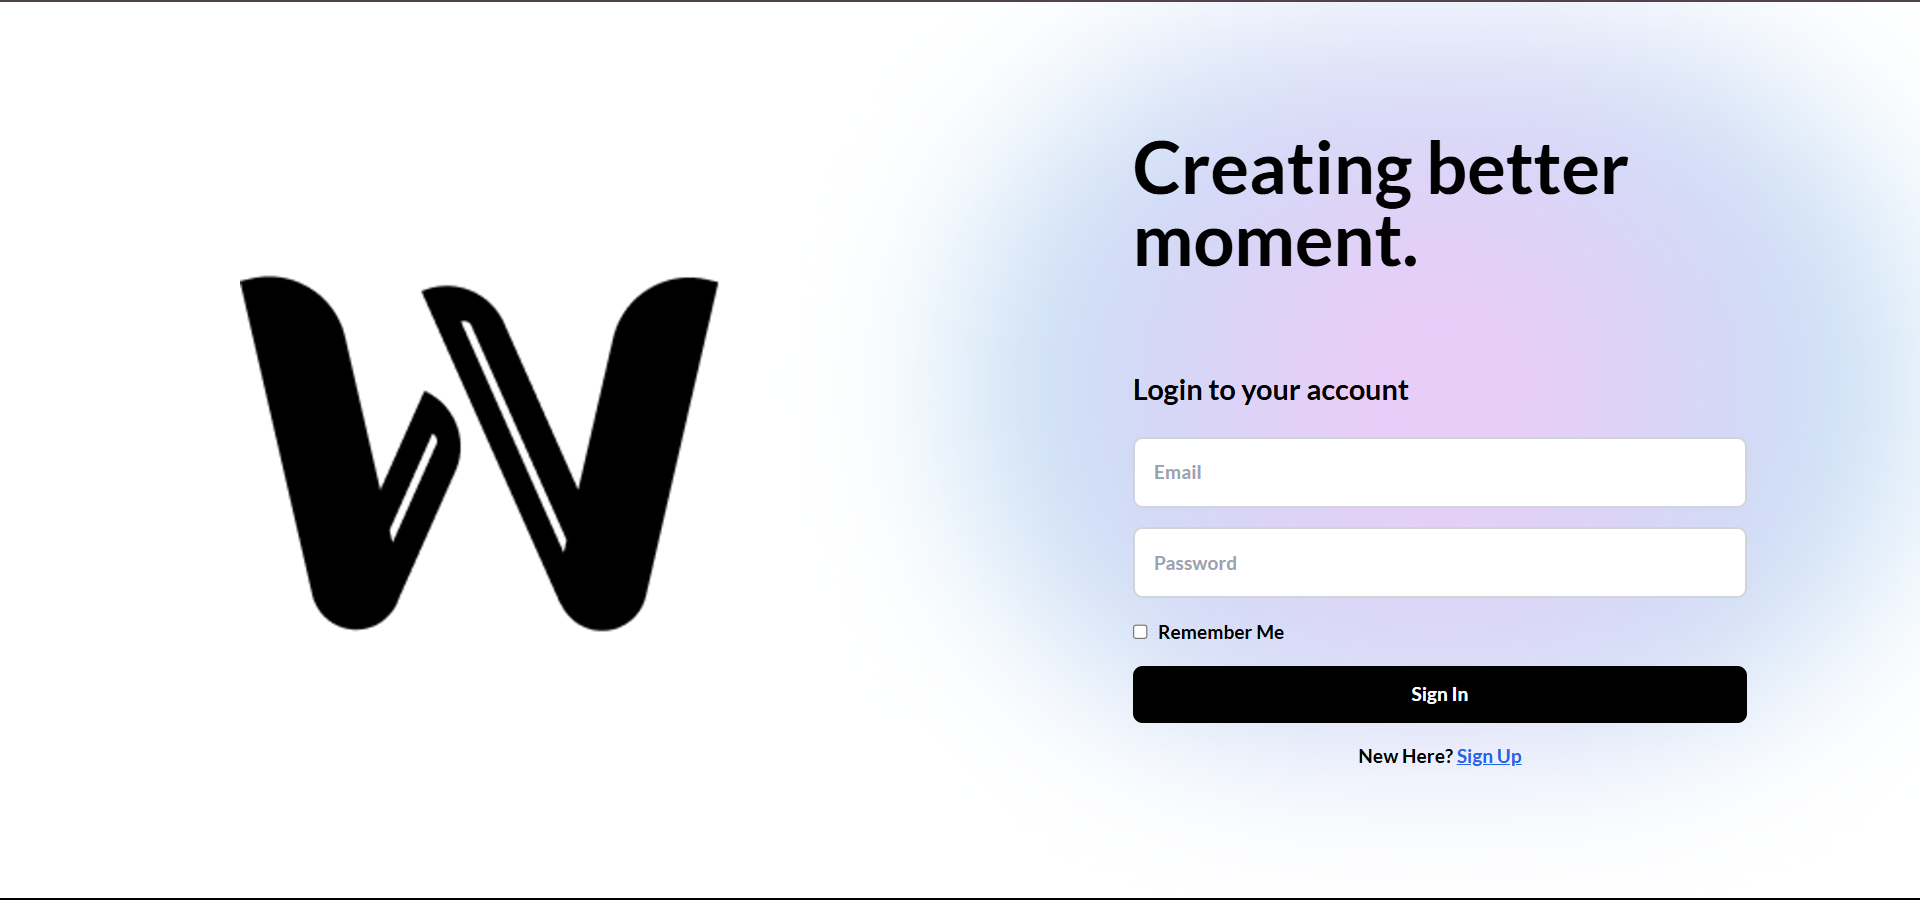 Creating better
moment.
Login to your account
Email
Password
Remember Me
Sign In
New Here? Sign Up